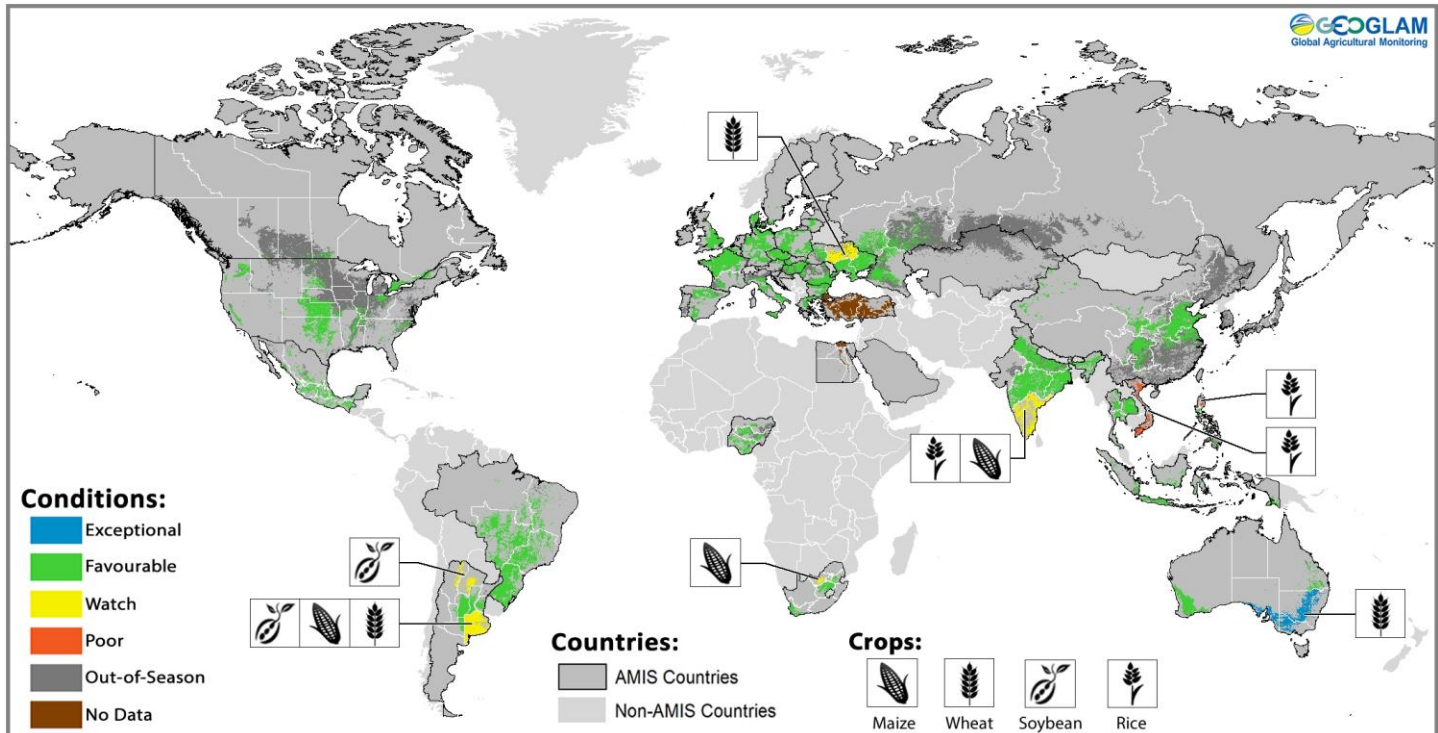 GEOGLAM
Global Agricultural Monitoring
Conditions:
Exceptional
Favourable
Watch
Poor
Out-of-Season
No Data
Countries:
AMIS Countries
Non-AMIS Countries
Crops:
Maize
Wheat
Soybean
Rice